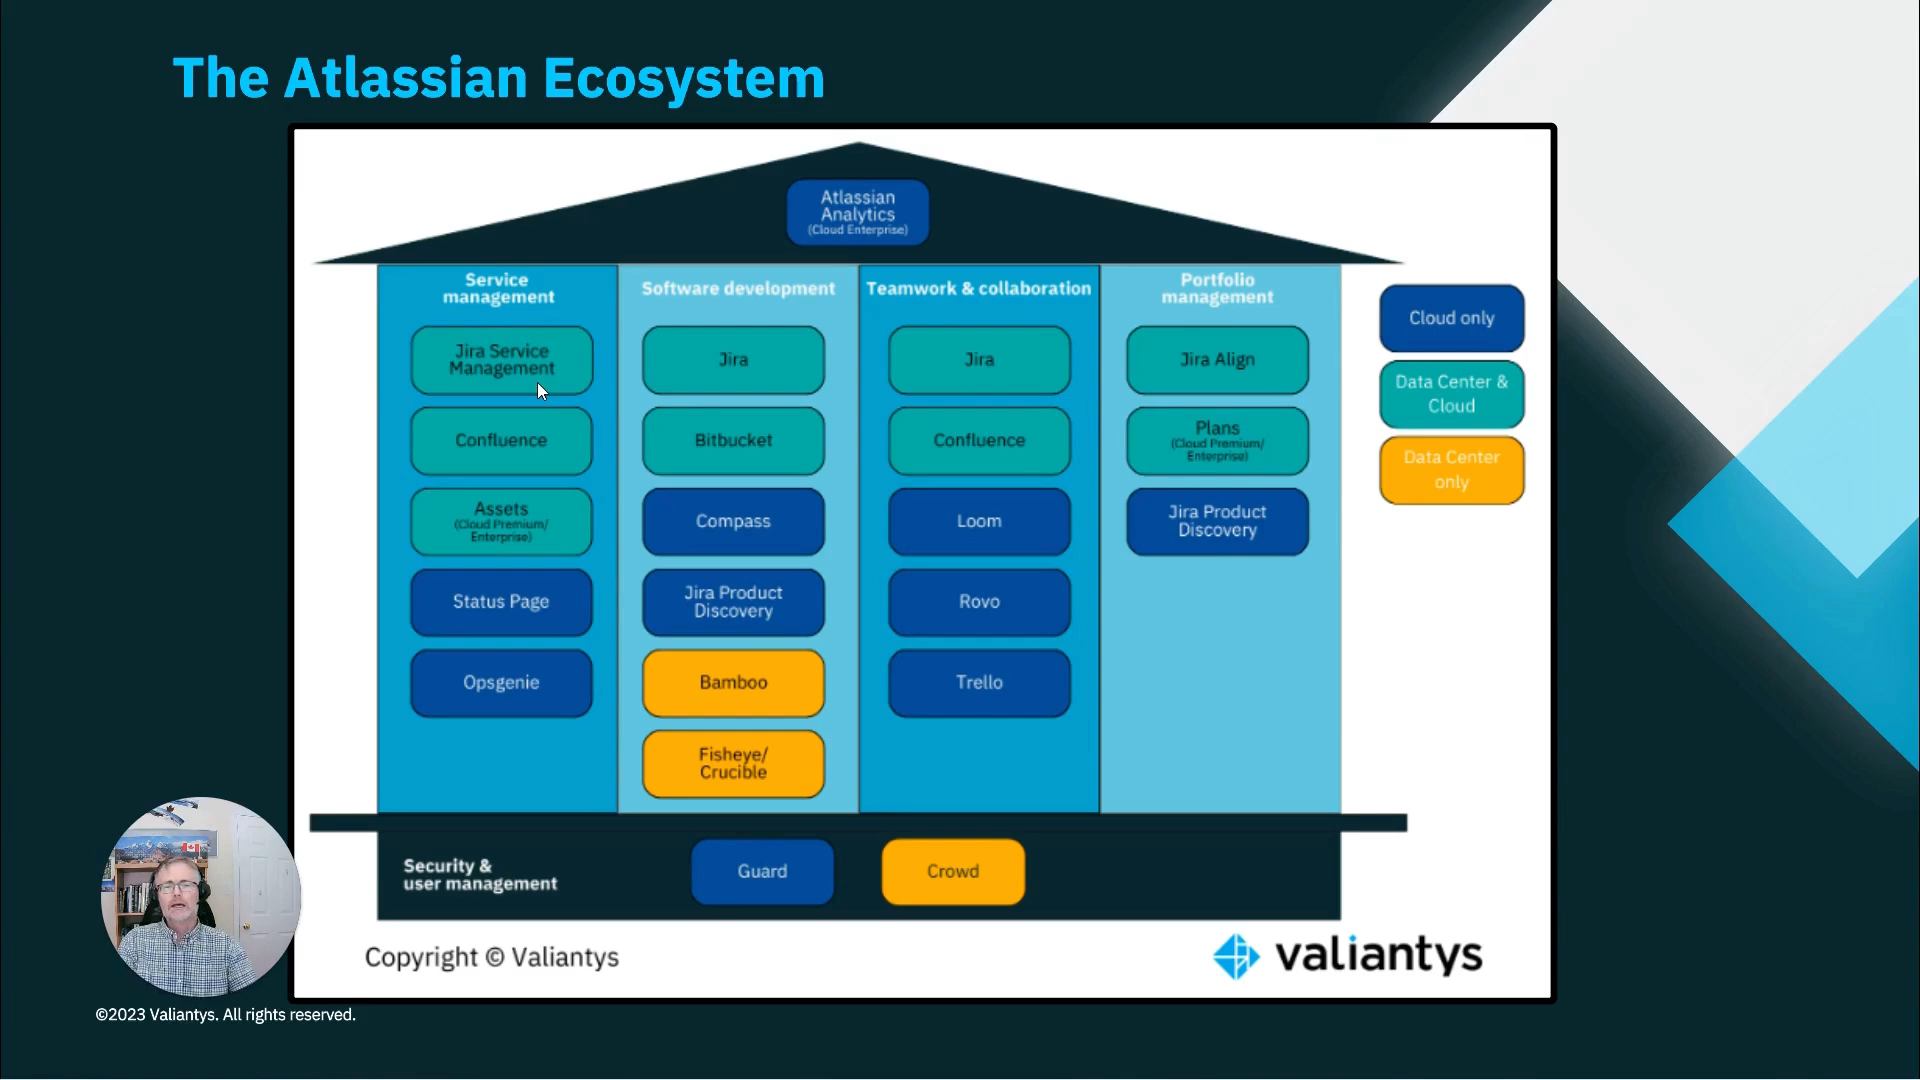 The Atlassian Ecosystem
Atlassian
Analytics
(Cloud Enterprise)
Service
management
Jira Service
Management
Confluence
Assets
(Cloud Premium/
Enterprise)
Status Page
Opsgenie
Software development
Jira
Bitbucket
Compass
Jira Product
Discovery
Bamboo
Fisheye/
Crucible
Teamwork & collaboration
Jira
Confluence
Loom
Rovo
Trello
Portfolio
management
Jira Align
Plans
(Cloud Premium/
Enterprise)
Jira Product
Discovery
Cloud only
Data Center &
Cloud
Data Center
only
Security &
user management
Guard
Crowd
Copyright © Valiantys
valiantys
©2023 Valiantys. All rights reserved.